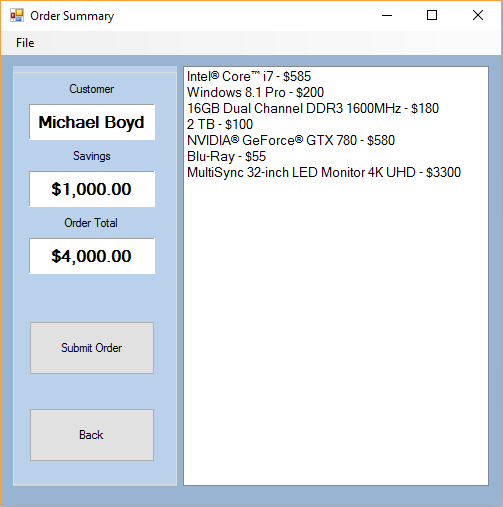 Order Summary
File
Customer
Michael Boyd
Savings
$1,000.00
Order Total
$4,000.00
Submit Order
Back
Intel® Core™ i7 - $585
Windows 8.1 Pro - $200
16GB Dual Channel DDR3 1600MHz - $180
2 TB - $100
NVIDIA® GeForce® GTX 780 - $580
Blu-Ray - $55
MultiSync 32-inch LED Monitor 4K UHD - $3300